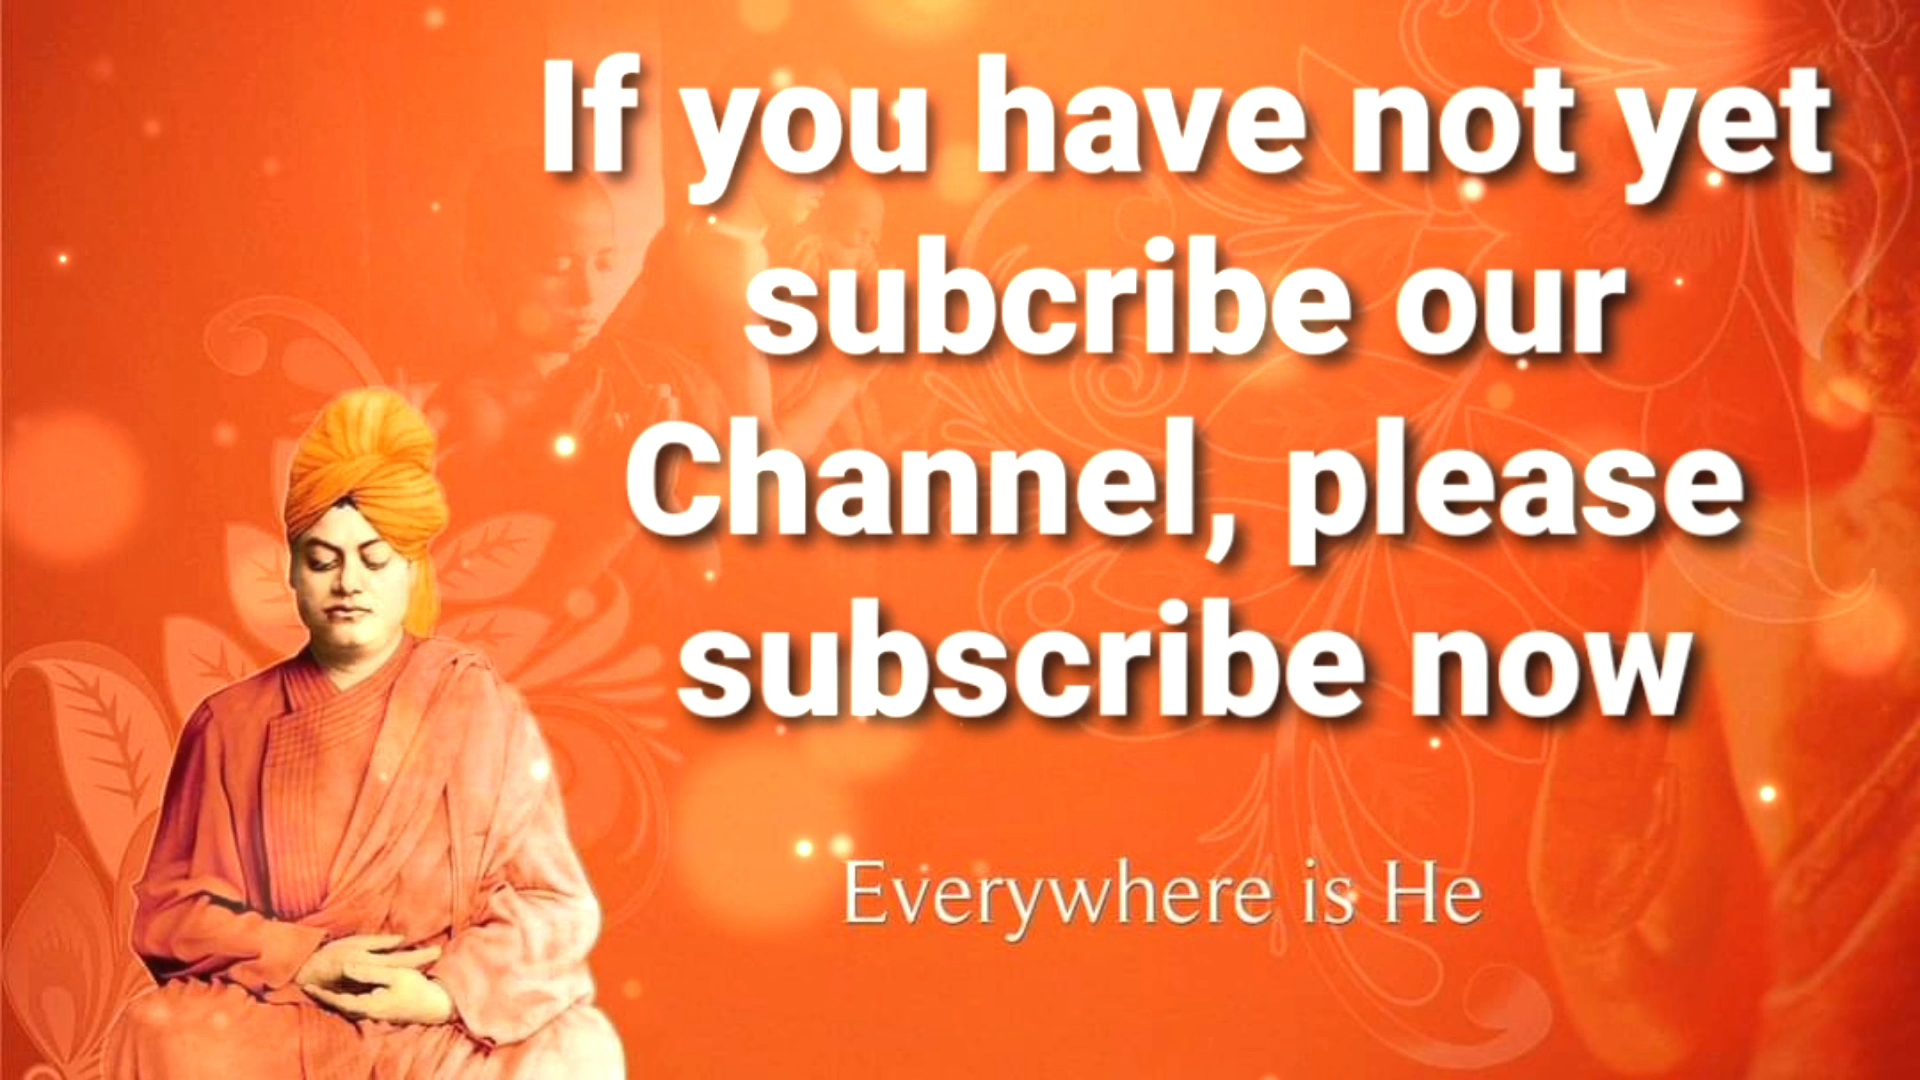 If you have not yet
subcribe our
Channel, please
subscribe now
Everywhere is He